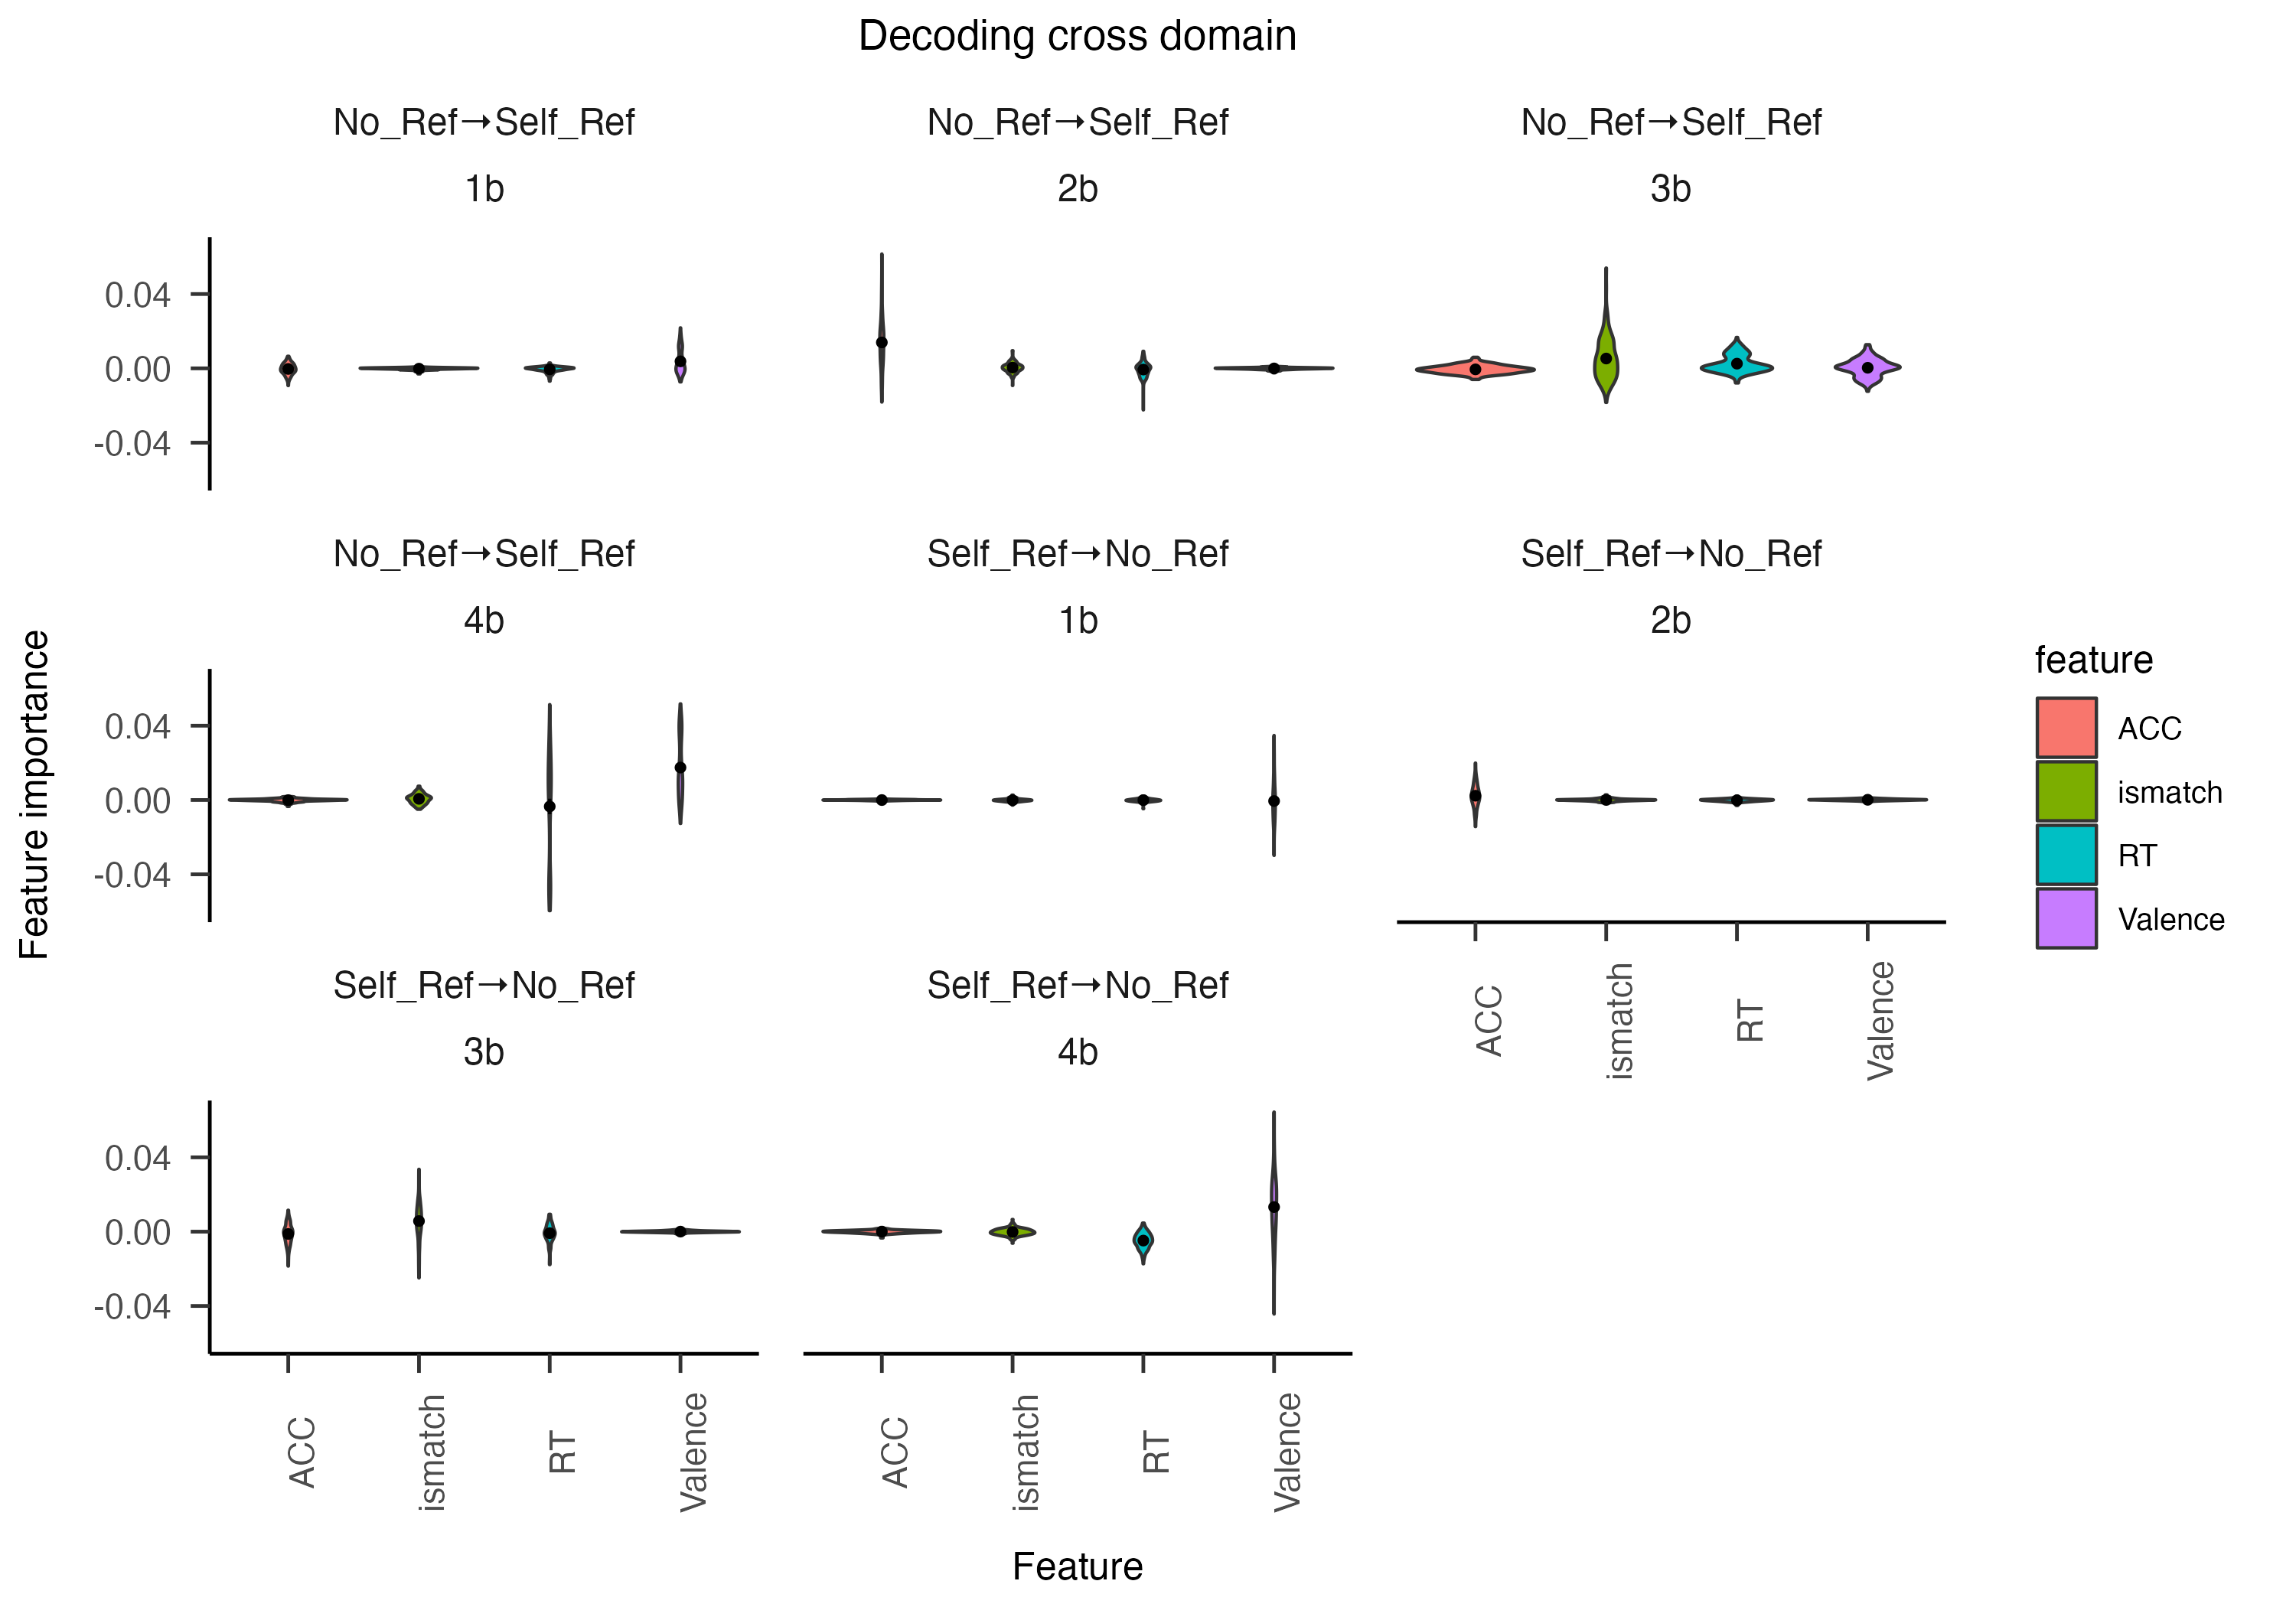 Decoding cross domain
No_Ref→Self_Ref
No_Ref→Self_Ref
No_Ref→Self_Ref
1b
2b
3b
0.04
0.00
-0.04
No_Ref→Self_Ref
Self_Ref→No_Ref
Self_Ref→No_Ref
4b
1b
2b
0.04
0.00
-0.04
ACC
ismatch
RT
Valence
Self_Ref→No_Ref
Self_Ref→No_Ref
3b
4b
0.04
0.00
-0.04
ACC
ismatch
RT
Valence
ACC
ismatch
RT
Valence
Feature
Feature importance
feature
ACC
ismatch
RT
Valence